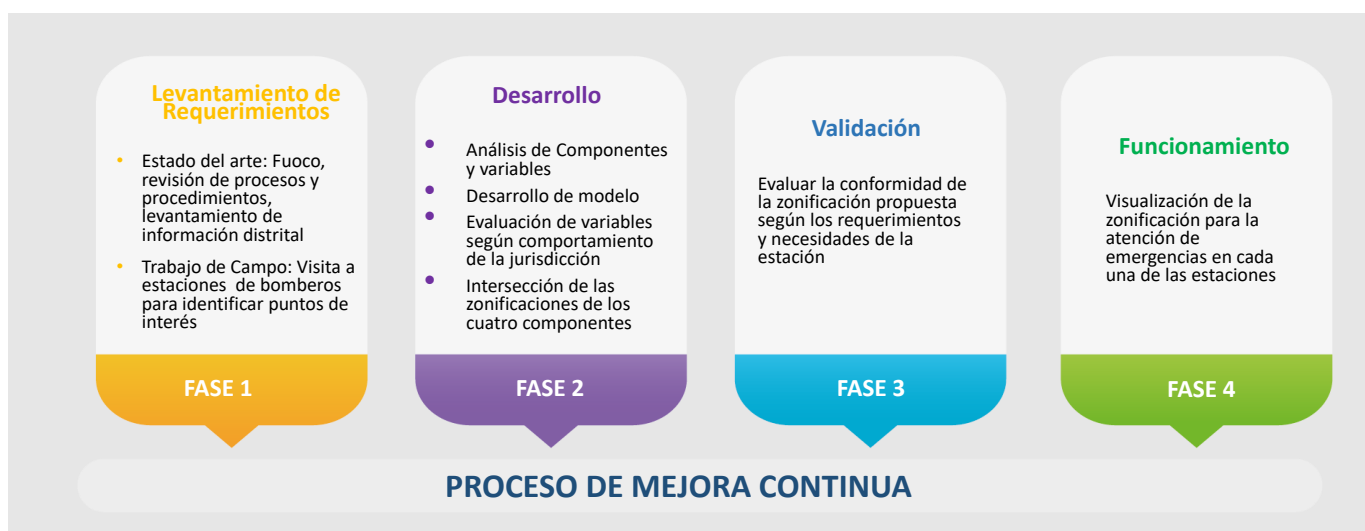 Levantamiento de
Requerimientos
• Estado del arte: Fuoco,
revisión de procesos y
procedimientos,
levantamiento de
información distrital
• Trabajo de Campo: Visita a
estaciones de bomberos
para identificar puntos de
interés
FASE 1
Desarrollo
• Análisis de Componentes
y variables
• Desarrollo de modelo
• Evaluación de variables
según comportamiento
de la jurisdicción
• Intersección de las
zonificaciones de los
cuatro componentes
FASE 2
Validación
Evaluar la conformidad de
la zonificación propuesta
según los requerimientos
y necesidades de la
estación
FASE 3
Funcionamiento
Visualización de la
zonificación para la
atención de
emergencias en cada
una de las estaciones
FASE 4
PROCESO DE MEJORA CONTINUA